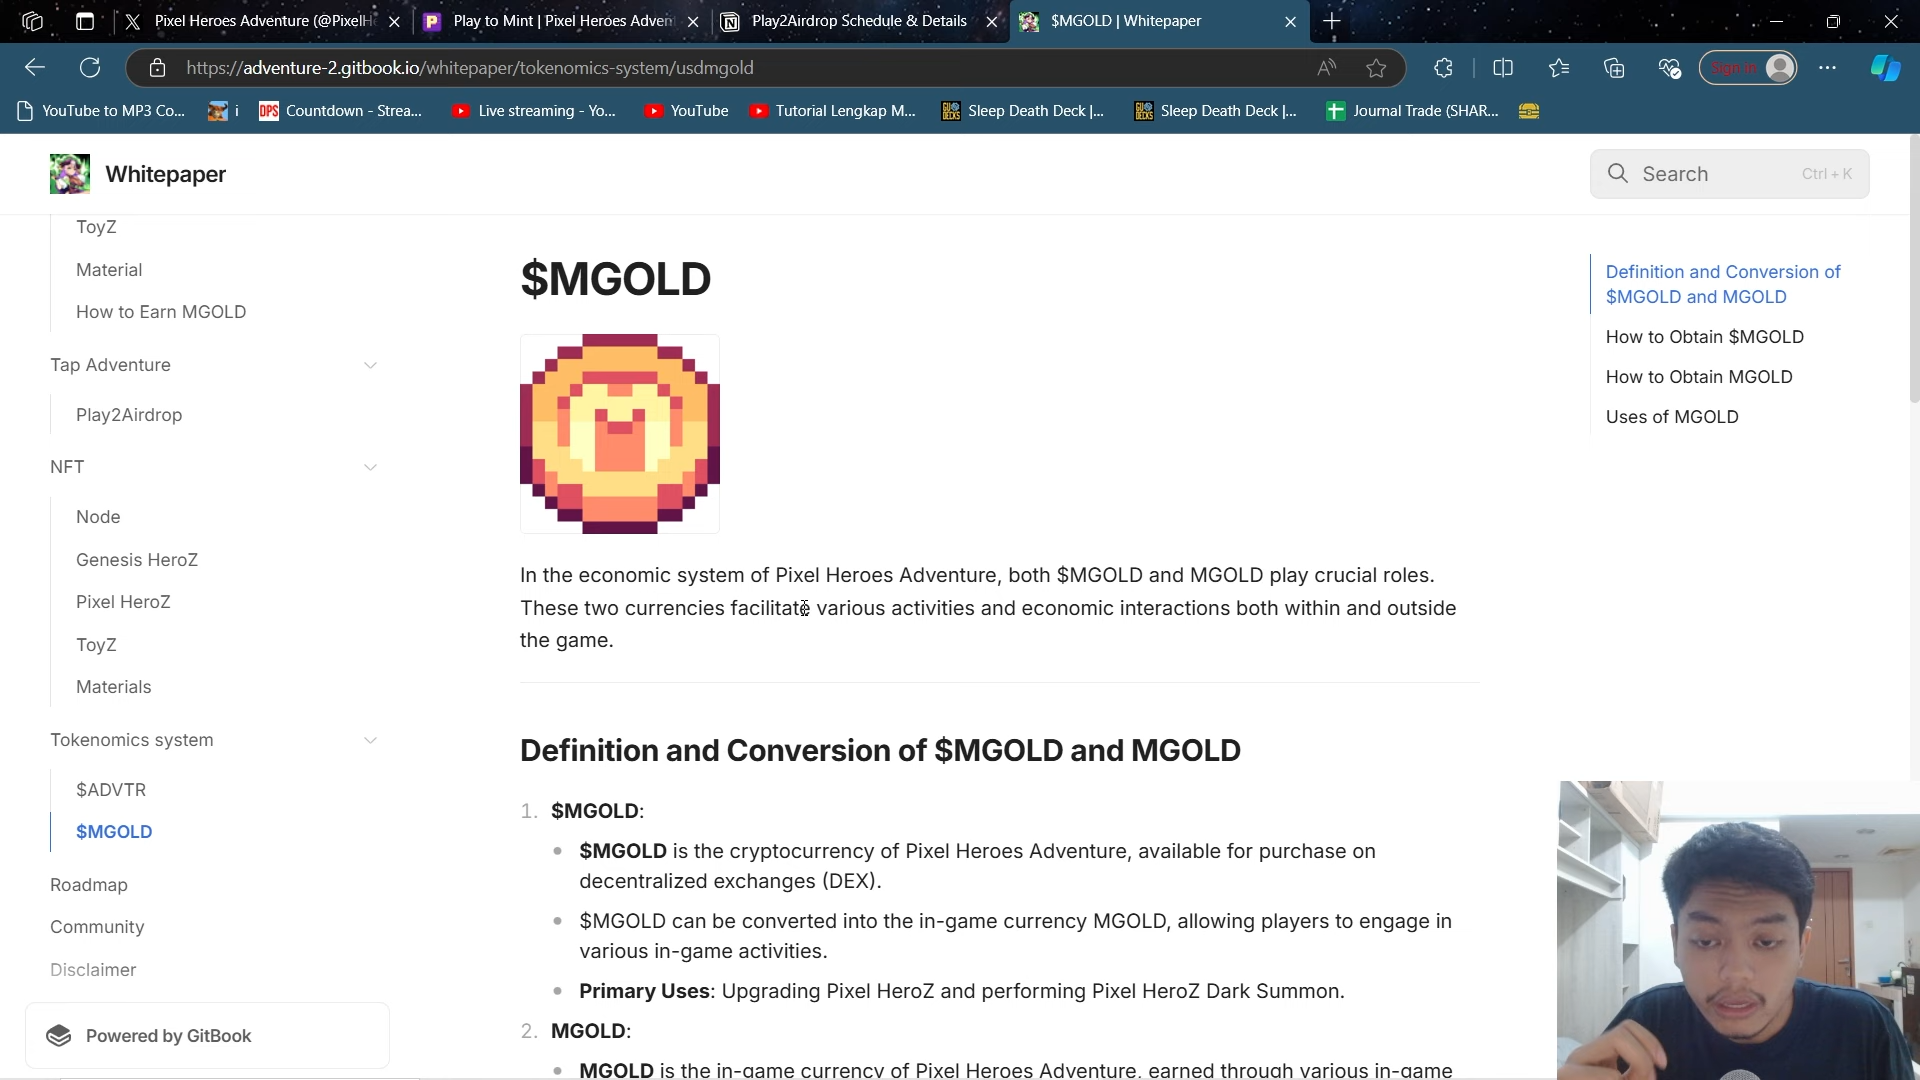 Pixel Heroes Adventure (@PixelH
Play to Mint | Pixel Heroes Adven
Play2Airdrop Schedule & Details
$MGOLD | Whitepaper
https://adventure-2.gitbook.io/whitepaper/tokenomics-system/usdmgold
Sign in
YouTube to MP3 Co...
i
DPS
Countdown - Strea...
Live streaming - Yo...
YouTube
Tutorial Lengkap M...
Sleep Death Deck |...
Sleep Death Deck |...
Journal Trade (SHAR...
Whitepaper
Search
Ctrl + K
ToyZ
Material
How to Earn MGOLD
Tap Adventure
Play2Airdrop
NFT
Node
Genesis HeroZ
Pixel HeroZ
ToyZ
Materials
Tokenomics system
$ADVTR
$MGOLD
Roadmap
Community
Disclaimer
Powered by GitBook
$MGOLD
In the economic system of Pixel Heroes Adventure, both $MGOLD and MGOLD play crucial roles.
These two currencies facilitate various activities and economic interactions both within and outside
the game.
Definition and Conversion of $MGOLD and MGOLD
1. $MGOLD:
• $MGOLD is the cryptocurrency of Pixel Heroes Adventure, available for purchase on
decentralized exchanges (DEX).
• $MGOLD can be converted into the in-game currency MGOLD, allowing players to engage in
various in-game activities.
• Primary Uses: Upgrading Pixel HeroZ and performing Pixel HeroZ Dark Summon.
2. MGOLD:
• MGOLD is the in-game currency of Pixel Heroes Adventure, earned through various in-game
Definition and Conversion of
$MGOLD and MGOLD
How to Obtain $MGOLD
How to Obtain MGOLD
Uses of MGOLD